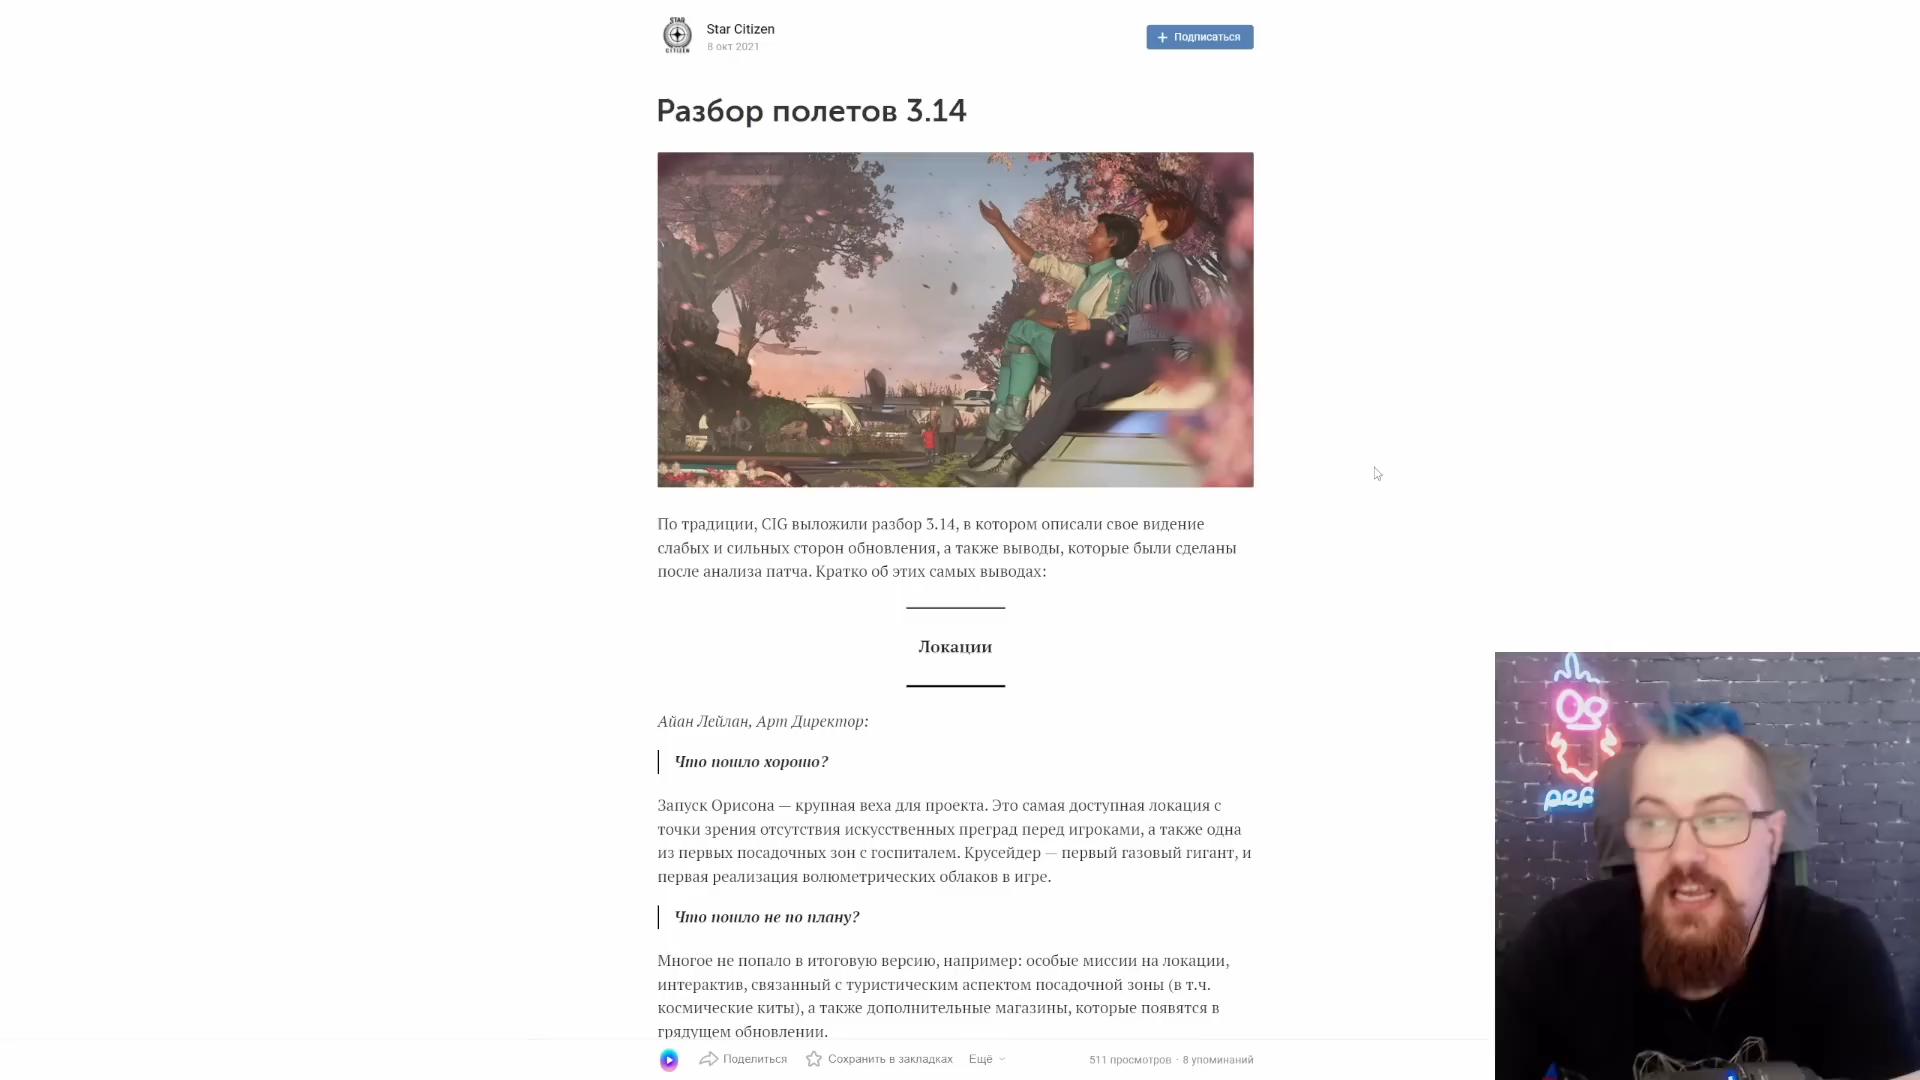 STAR
CITIZEN
Star Citizen
8 окт 2021
Подписаться
Разбор полетов 3.14
По традиции, CIG выложили разбор 3.14, в котором описали свое видение
слабых и сильных сторон обновления, а также выводы, которые были сделаны
после анализа патча. Кратко об этих самых выводах:
Локации
Айан Лейлан, Арт Директор:
Что пошло хорошо?
Запуск Орисона — крупная веха для проекта. Это самая доступная локация с
точки зрения отсутствия искусственных преград перед игроками, а также одна
из первых посадочных зон с госпиталем. Крусейдер — первый газовый гигант, и
первая реализация волюметрических облаков в игре.
Что пошло не по плану?
Многое не попало в итоговую версию, например: особые миссии на локации,
интерактив, связанный с туристическим аспектом посадочной зоны (в т.ч.
космические киты), а также дополнительные магазины, которые появятся в
грядущем обновлении.
Поделиться
Сохранить в закладках
Ещё
511 просмотров · 8 упоминаний